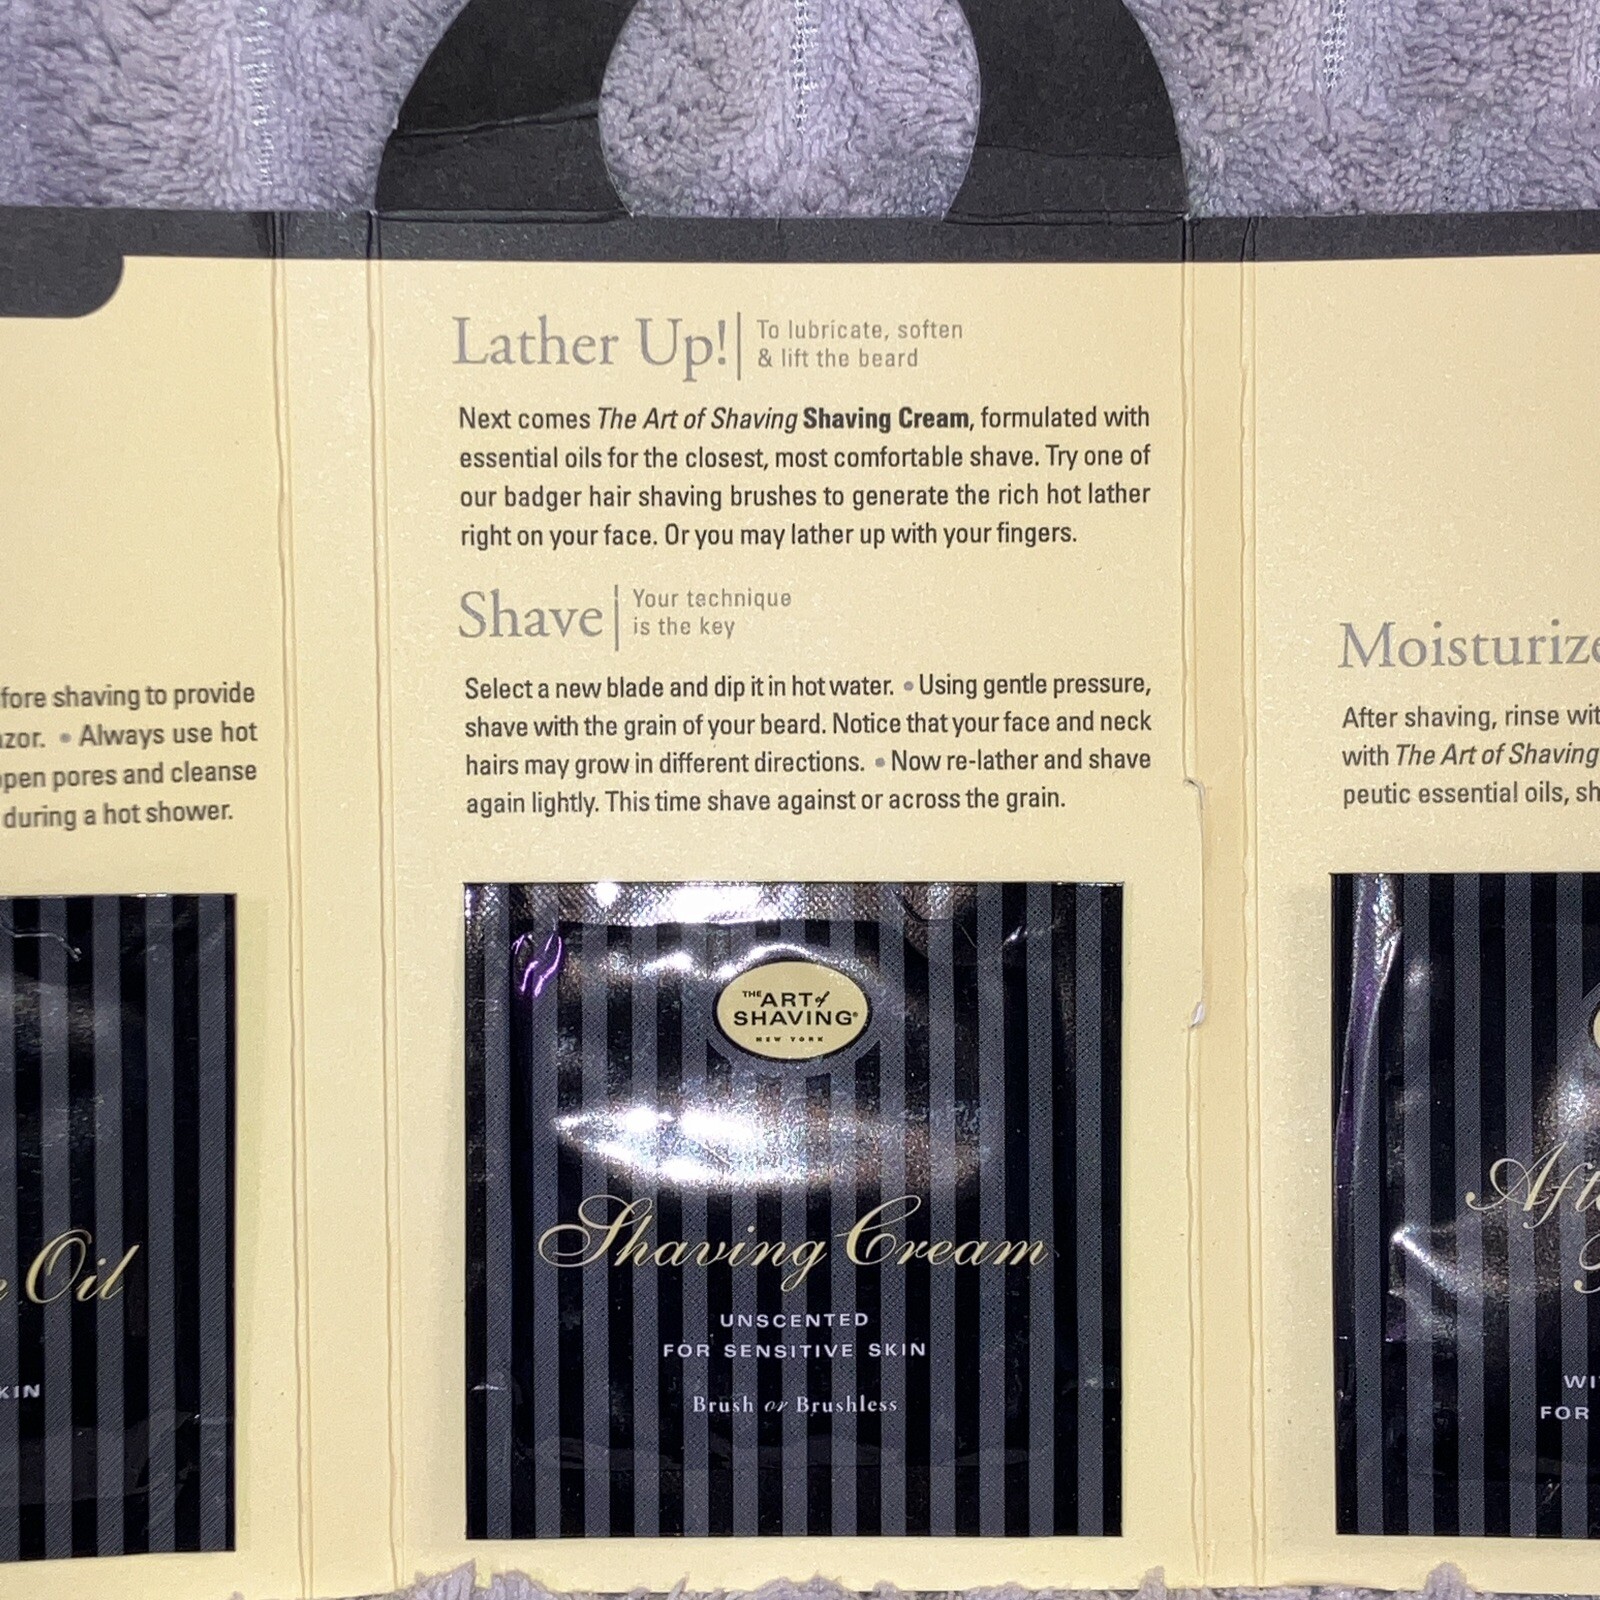 fore shaving to provide
Always use hot
open pores and cleanse
during a hot shower.
Oil
Lather Up!
To lubricate, soften
& lift the beard
Next comes The Art of Shaving Shaving Cream, formulated with
essential oils for the closest, most comfortable shave. Try one of
our badger hair shaving brushes to generate the rich hot lather
right on your face. Or you may lather up with your fingers.
Shave
Your technique
is the key
Select a new blade and dip it in hot water. • Using gentle pressure,
shave with the grain of your beard. Notice that your face and neck
hairs may grow in different directions. • Now re-lather and shave
again lightly. This time shave against or across the grain.
THE ART of
SHAVING®
NEW YORK
Shaving Cream
UNSCENTED
FOR SENSITIVE SKIN
Brush or Brushless
Moisturize
After shaving, rinse wit
with The Art of Shaving
peutic essential oils, sh
FOR